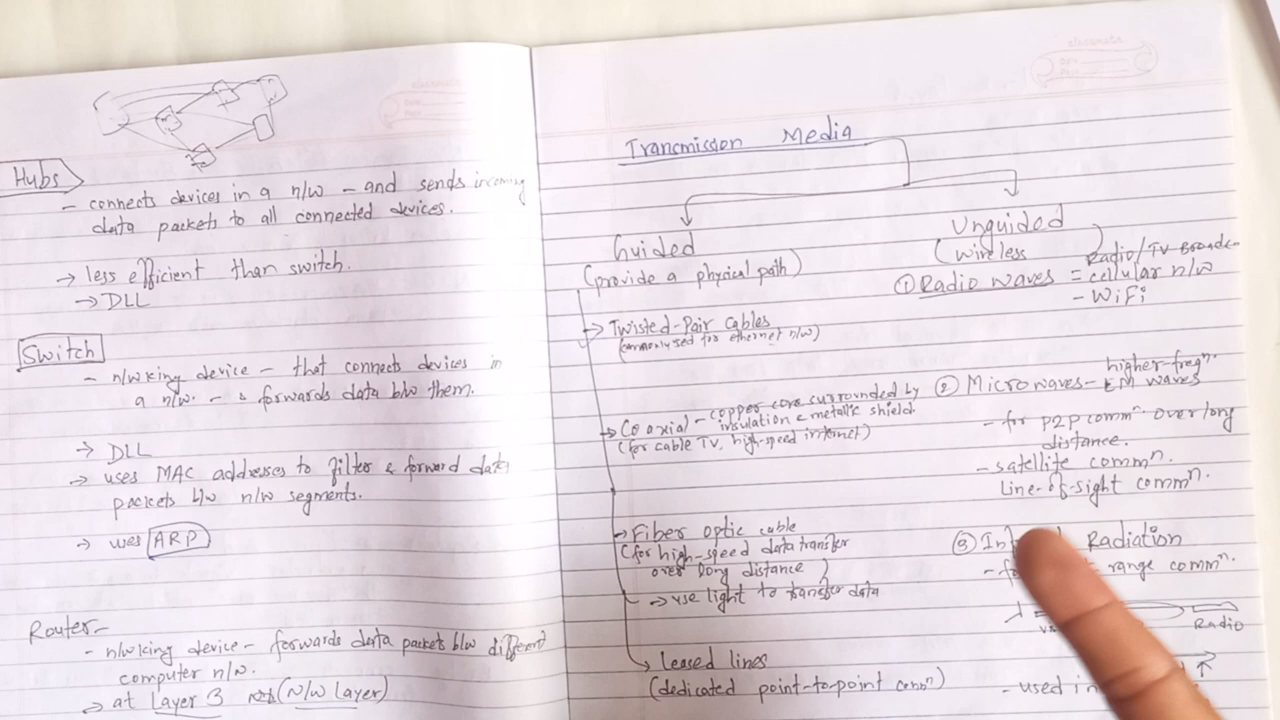 Hubs
- connects devices in a n/w - and sends incoming
data packets to all connected devices.
→ less efficient than switch.
→ DLL
Switch
- n/wking device - that connects devices in
a n/w. - & forwards data b/w them.
→ DLL
→ uses MAC addresses to filter & forward data
packets b/w n/w segments.
→ uses ARP
Router-
- n/wking device - forwards data packets b/w different
computer n/w.
→ at Layer 3 (N/w Layer)
Transmission Media
Guided
(provide a physical path)
→ Twisted-Pair Cables
(commonly used for ethernet n/w)
→ Coaxial - copper core surrounded by
insulation & metallic shield
(for cable TV, high-speed internet)
→ Fiber optic cable
(for high-speed data transfer
over long distance)
→ use light to transfer data
→ Leased lines
(dedicated point-to-point commⁿ)
Unguided
(wireless)
① Radio waves = Radio/TV Broadca
cellular n/w
- WiFi
② Microwaves - higher-freqⁿ.
EM waves
- for P2P commⁿ. over long
distance.
- satellite commⁿ.
Line-of-sight commⁿ.
③ In Radiation
- range commⁿ.
Radio
- used in